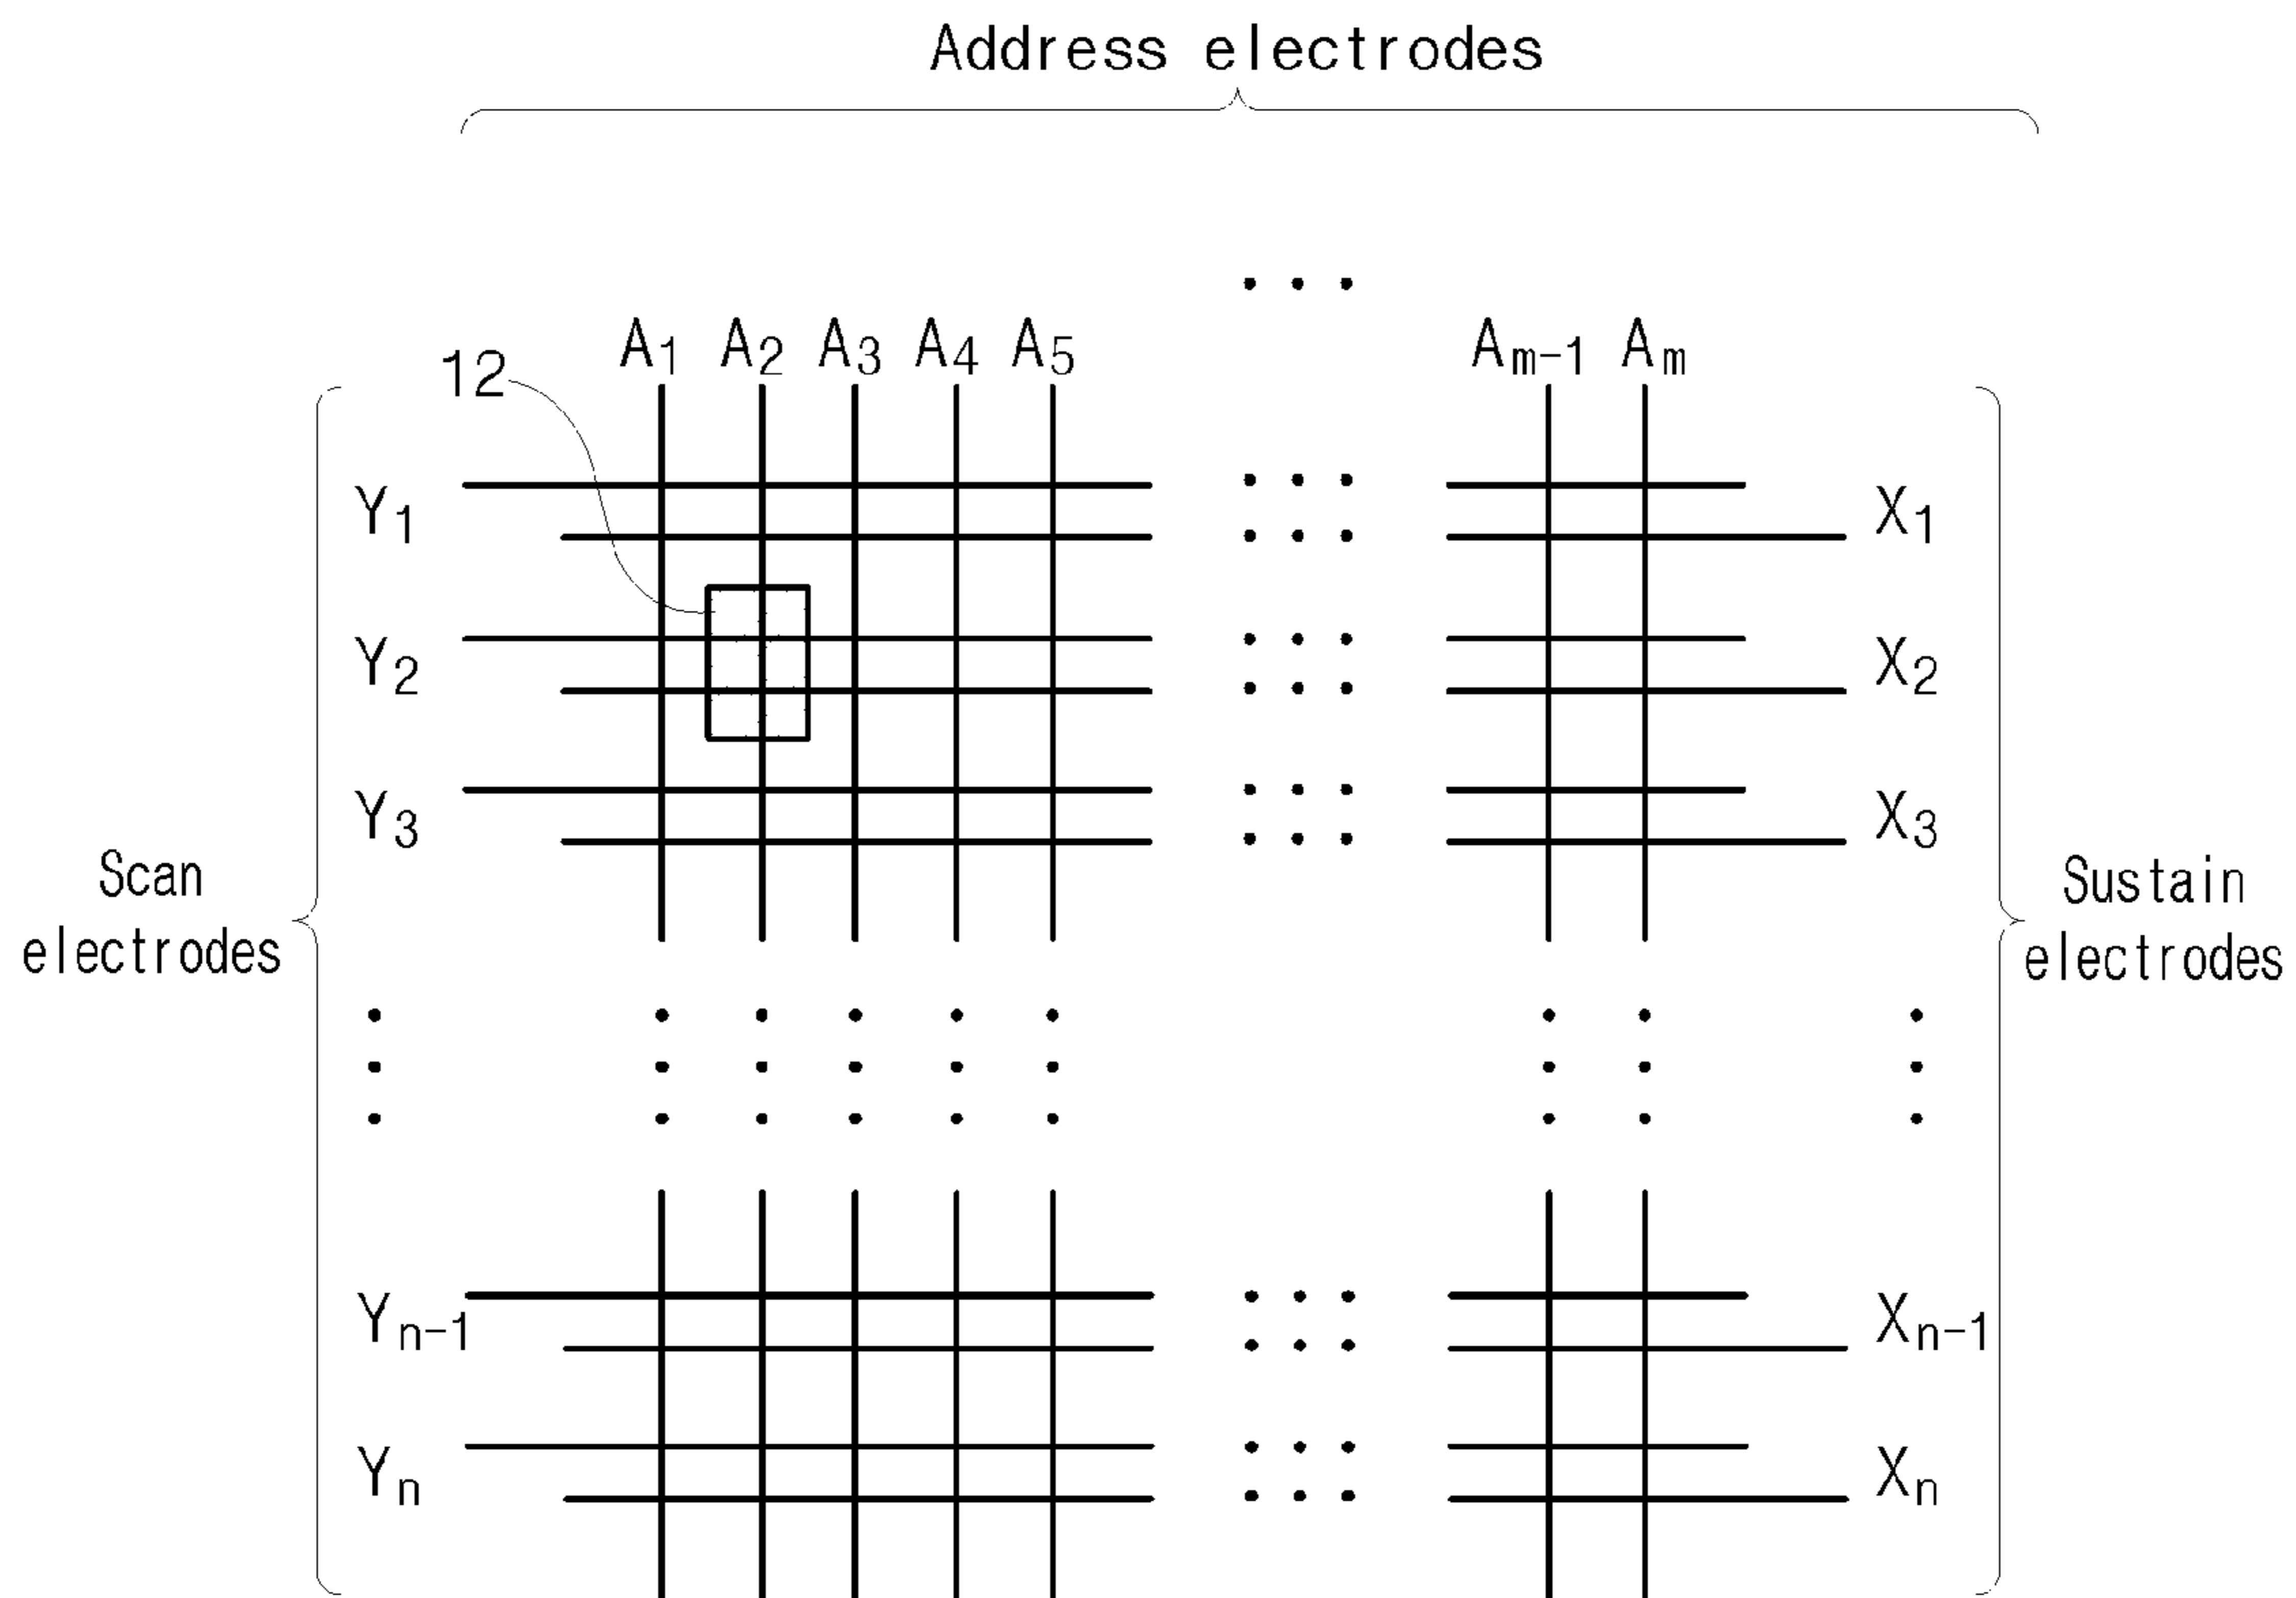 Address electrodes
A1 A2 A3 A4 A5 ... Am-1 Am
12
Y1 X1
Y2 X2
Y3 X3
Scan electrodes
Sustain electrodes
Yn-1 Xn-1
Yn Xn